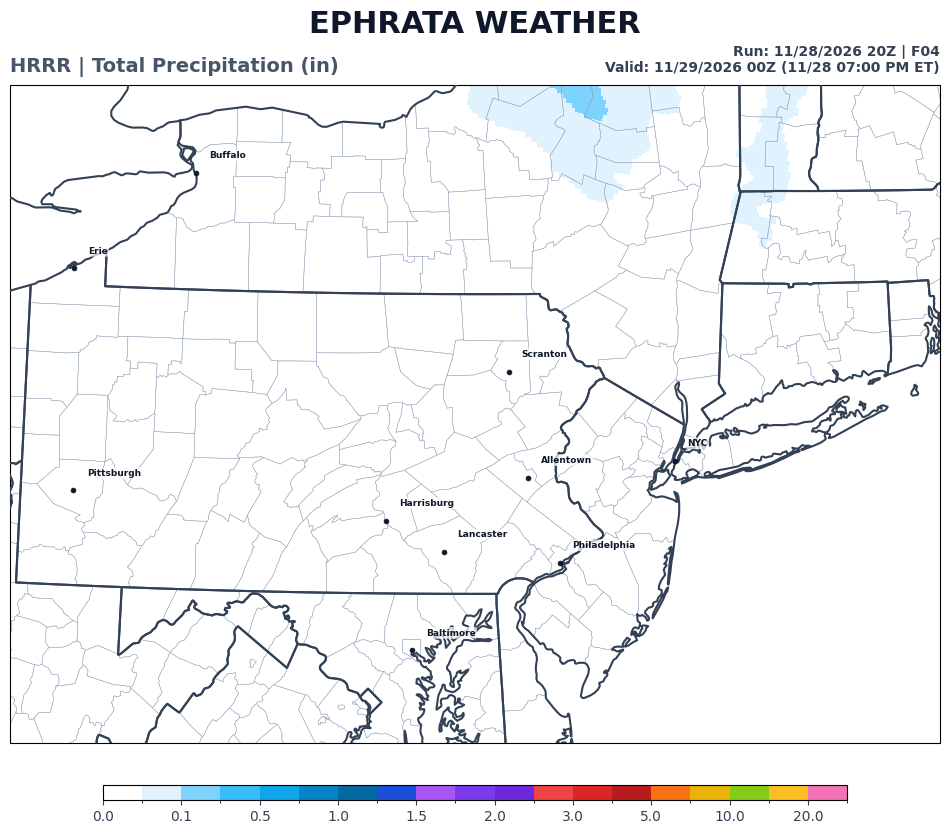 EPHRATA WEATHER
HRRR | Total Precipitation (in)
Run: 11/28/2026 20Z | F04
Valid: 11/29/2026 00Z (11/28 07:00 PM ET)
Buffalo
Erie
Scranton
NYC
Allentown
Pittsburgh
Harrisburg
Lancaster
Philadelphia
Baltimore
0.0 0.1 0.5 1.0 1.5 2.0 3.0 5.0 10.0 20.0